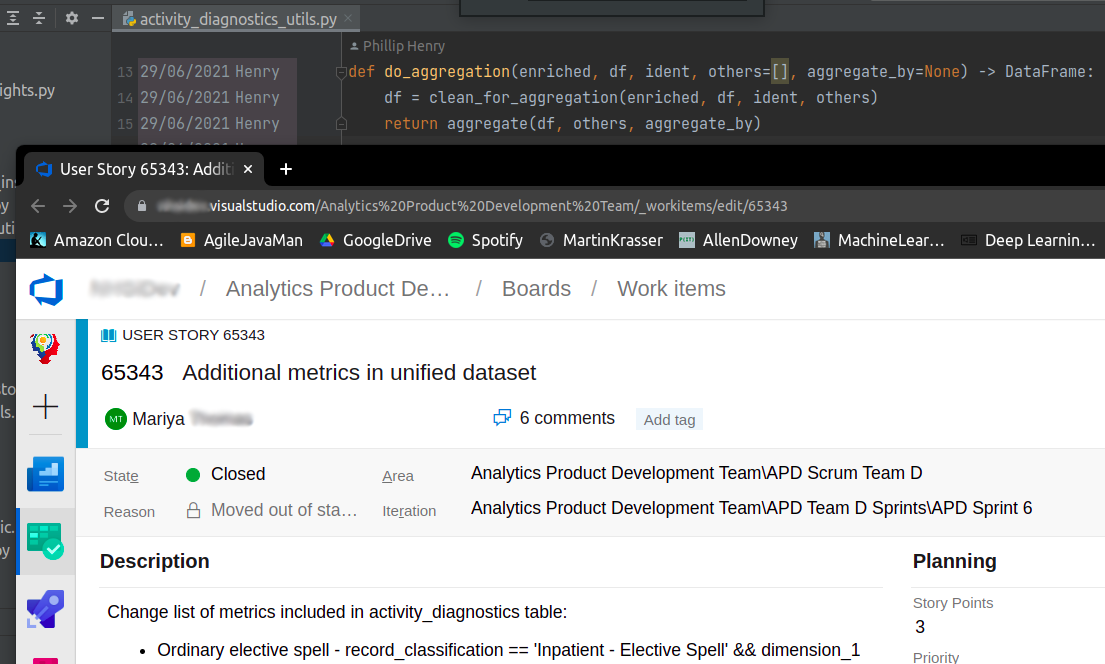 activity_diagnostics_utils.py
Phillip Henry
ights.py
13 29/06/2021 Henry def do_aggregation(enriched, df, ident, others=[], aggregate_by=None) -> DataFrame:
14 29/06/2021 Henry df = clean_for_aggregation(enriched, df, ident, others)
15 29/06/2021 Henry return aggregate(df, others, aggregate_by)
User Story 65343: Additi
.visualstudio.com/Analytics%20Product%20Development%20Team/_workitems/edit/65343
Amazon Clou... AgileJavaMan GoogleDrive Spotify MartinKrasser AllenDowney MachineLear... Deep Learnin...
/ Analytics Product De... / Boards / Work items
USER STORY 65343
65343 Additional metrics in unified dataset
MT Mariya
6 comments Add tag
State Closed Area Analytics Product Development Team\APD Scrum Team D
Reason Moved out of sta... Iteration Analytics Product Development Team\APD Team D Sprints\APD Sprint 6
Description Planning
Story Points
Change list of metrics included in activity_diagnostics table:
3
• Ordinary elective spell - record_classification == 'Inpatient - Elective Spell' && dimension_1
Priority